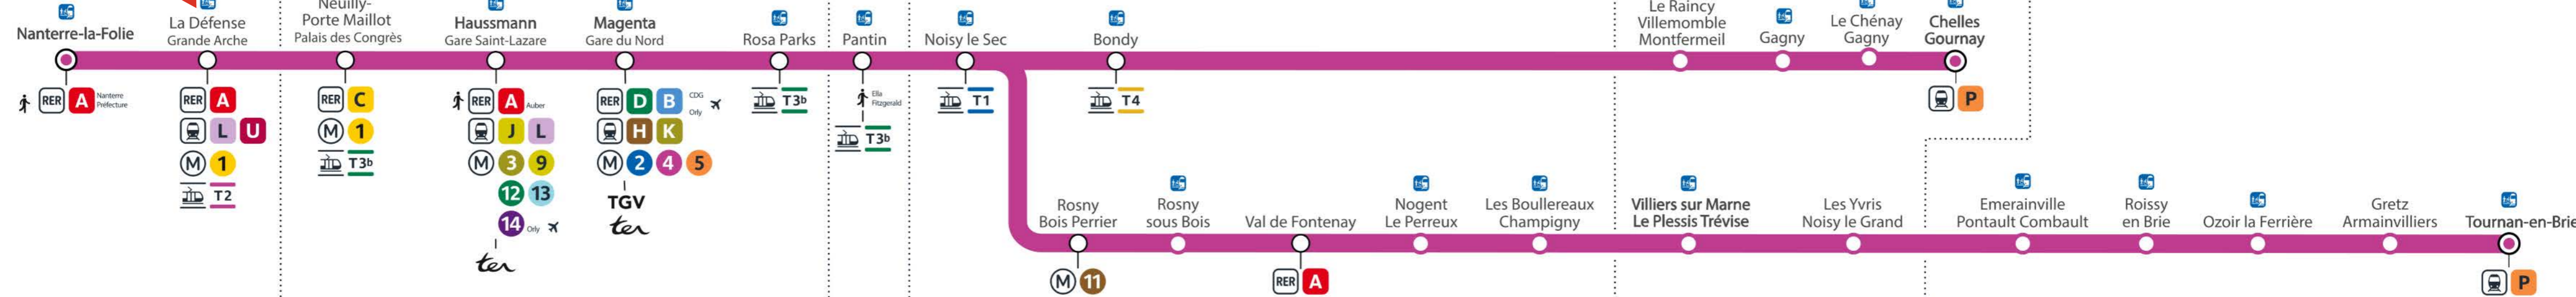 Nanterre-la-Folie
RER A Nanterre Préfecture
La Défense
Grande Arche
RER A
L U
M 1
T2
Neuilly-
Porte Maillot
Palais des Congrès
RER C
M 1
T3b
Haussmann
Gare Saint-Lazare
RER A Auber
J L
M 3 9
12 13
14 Orly
ter
Magenta
Gare du Nord
RER D B CDG Orly
H K
M 2 4 5
TGV
ter
Rosa Parks
T3b
Pantin
Ella Fitzgerald
T3b
Noisy le Sec
T1
Bondy
T4
Le Raincy
Villemomble
Montfermeil
Gagny
Le Chénay
Gagny
Chelles
Gournay
P
Rosny
Bois Perrier
M 11
Rosny
sous Bois
Val de Fontenay
RER A
Nogent
Le Perreux
Les Boullereaux
Champigny
Villiers sur Marne
Le Plessis Trévise
Les Yvris
Noisy le Grand
Emerainville
Pontault Combault
Roissy
en Brie
Ozoir la Ferrière
Gretz
Armainvilliers
Tournan-en-Brie
P